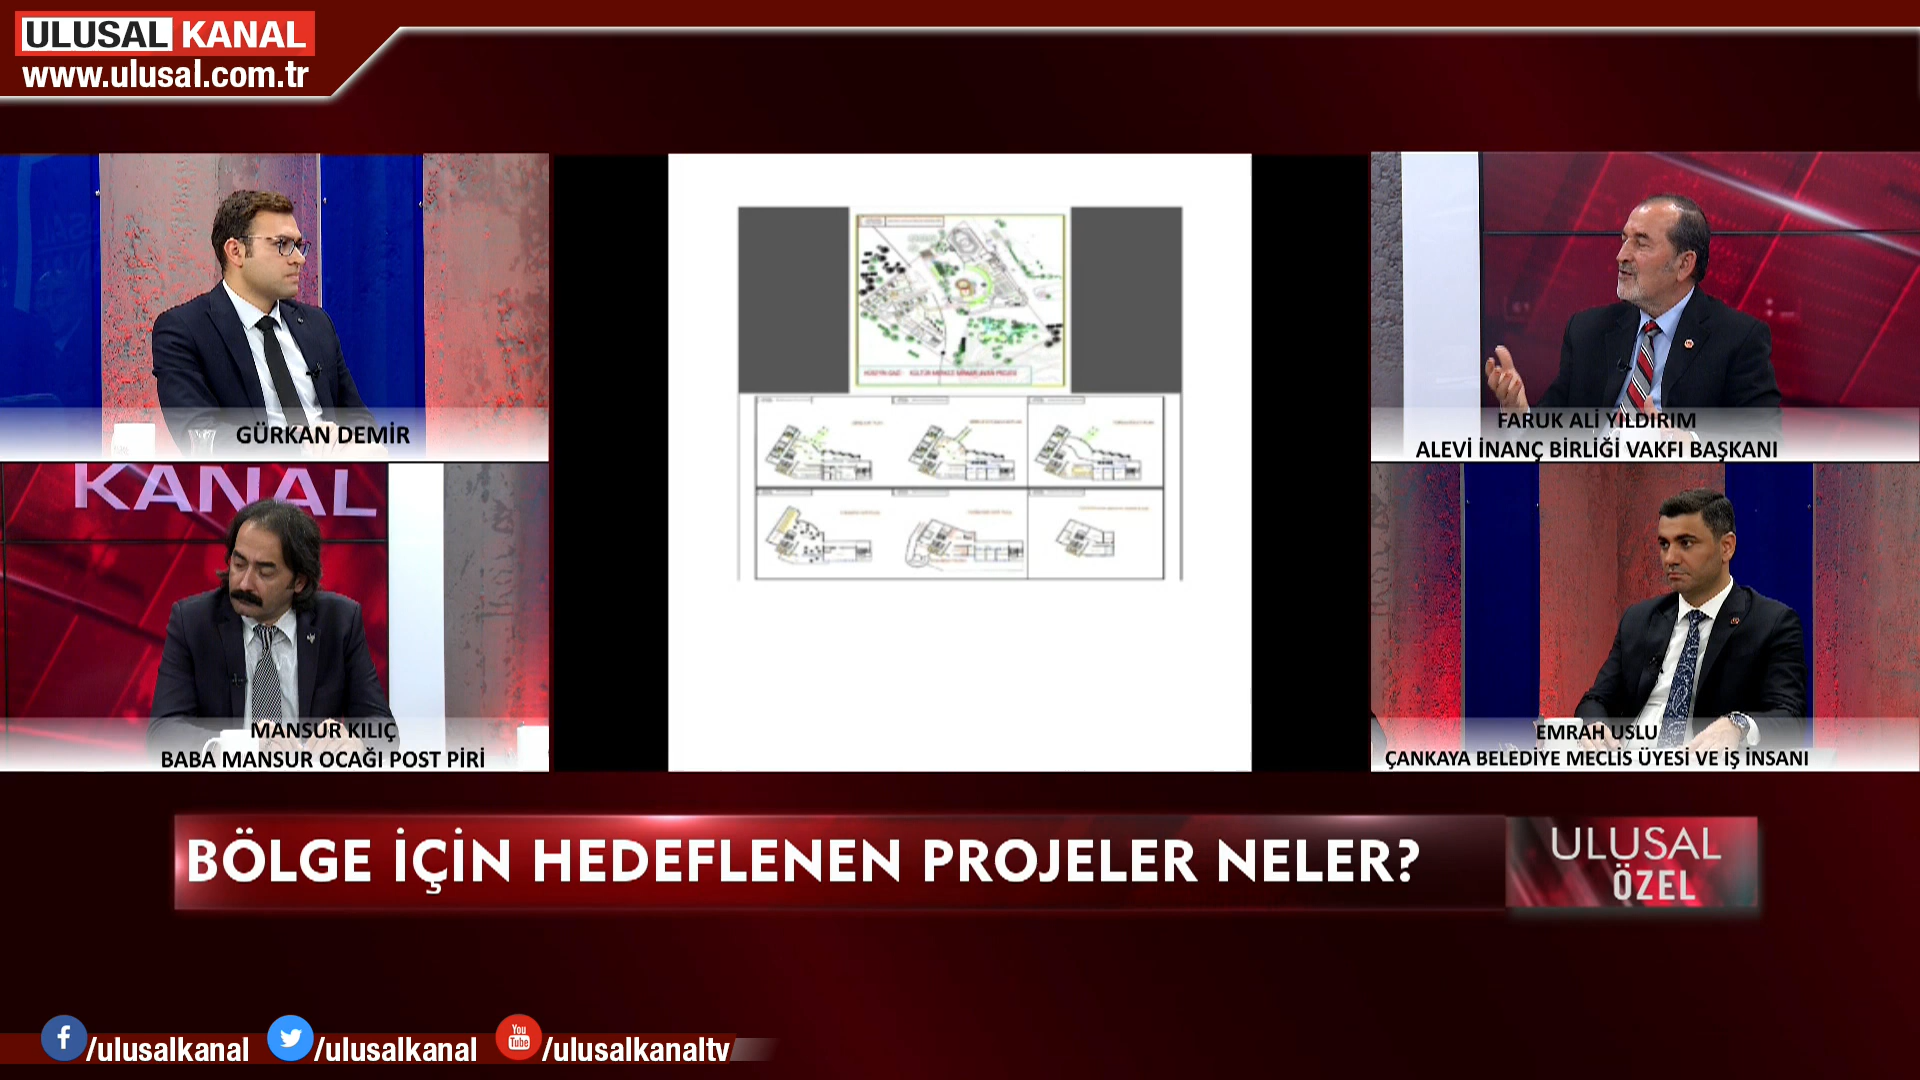 ULUSAL KANAL
www.ulusal.com.tr
GÜRKAN DEMİR
FARUK ALİ YILDIRIM
ALEVİ İNANÇ BİRLİĞİ VAKFI BAŞKANI
KANAL
MANSUR KILIÇ
BABA MANSUR OCAĞI POST PİRİ
EMRAH USLU
ÇANKAYA BELEDİYE MECLİS ÜYESİ VE İŞ İNSANI
BÖLGE İÇİN HEDEFLENEN PROJELER NELER?
ULUSAL
ÖZEL
/ulusalkanal
/ulusalkanal
You
Tube
/ulusalkanaltv